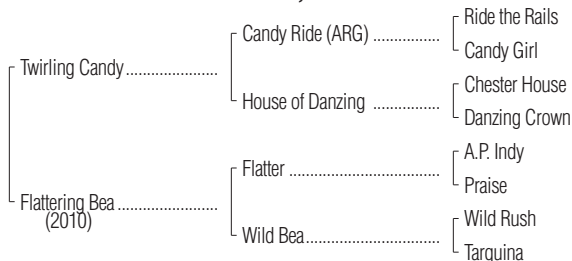 Ride the Rails
Candy Ride (ARG) ................
Candy Girl
Twirling Candy ......................
Chester House
House of Danzing ................
Danzing Crown
A.P. Indy
Flatter ....................................
Praise
Flattering Bea ........................
(2010)
Wild Rush
Wild Bea ................................
Tarquina